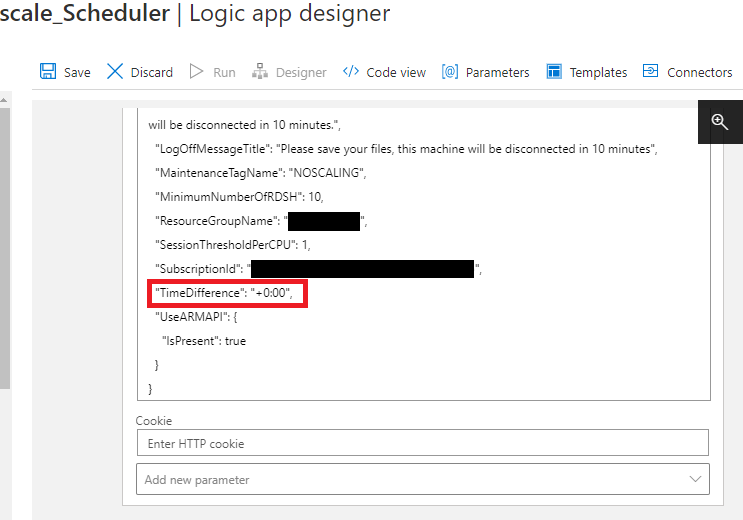 scale_Scheduler | Logic app designer
Save Discard Run Designer Code view Parameters Templates Connectors
will be disconnected in 10 minutes.",
"LogOffMessageTitle": "Please save your files, this machine will be disconnected in 10 minutes",
"MaintenanceTagName": "NOSCALING",
"MinimumNumberOfRDSH": 10,
"ResourceGroupName": "",
"SessionThresholdPerCPU": 1,
"SubscriptionId": "",
"TimeDifference": "+0:00",
"UseARMAPI": {
"IsPresent": true
}
}
Cookie
Enter HTTP cookie
Add new parameter